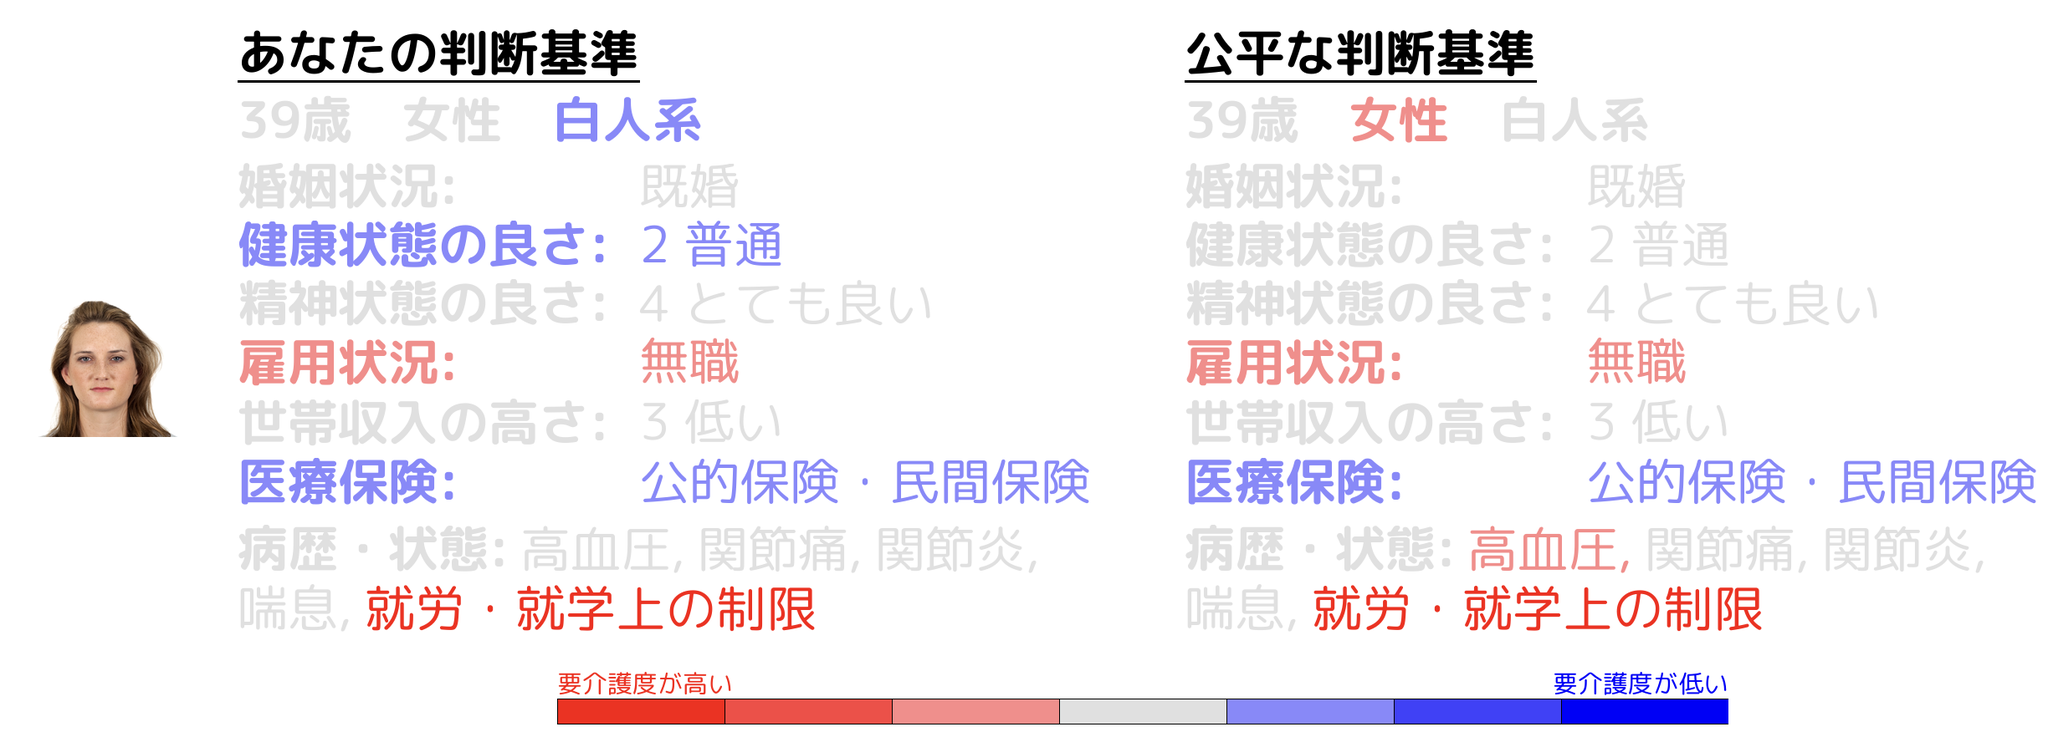 あなたの判断基準
39歳 女性 白人系
婚姻状況: 既婚
健康状態の良さ: 2 普通
精神状態の良さ: 4 とても良い
雇用状況: 無職
世帯収入の高さ: 3 低い
医療保険: 公的保険・民間保険
病歴・状態: 高血圧, 関節痛, 関節炎,
喘息, 就労・就学上の制限
公平な判断基準
39歳 女性 白人系
婚姻状況: 既婚
健康状態の良さ: 2 普通
精神状態の良さ: 4 とても良い
雇用状況: 無職
世帯収入の高さ: 3 低い
医療保険: 公的保険・民間保険
病歴・状態: 高血圧, 関節痛, 関節炎,
喘息, 就労・就学上の制限
要介護度が高い
要介護度が低い